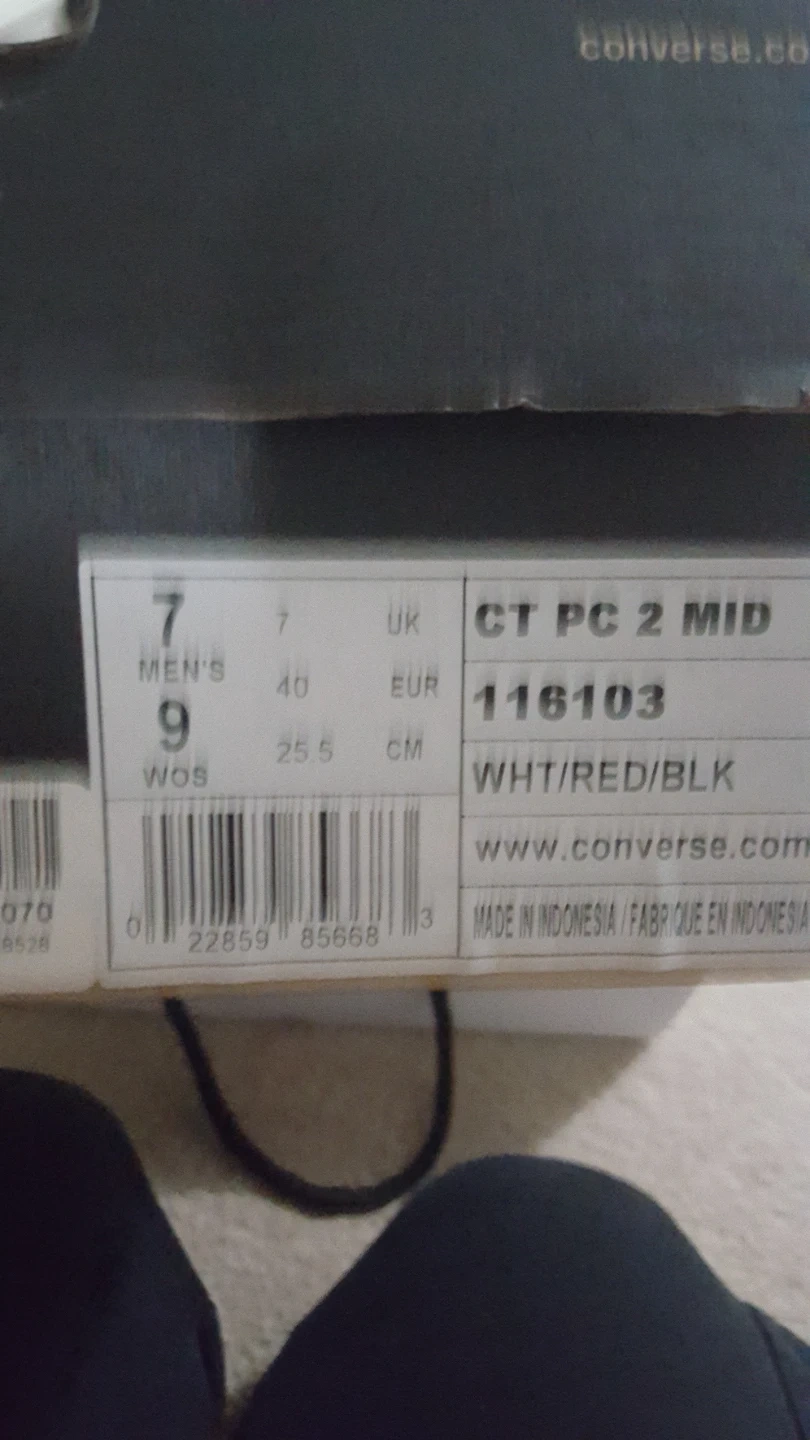 converse.co
7 7 UK
MEN'S
40 EUR
9
25.5 CM
WOS
CT PC 2 MID
116103
WHT/RED/BLK
www.converse.com
MADE IN INDONESIA / FABRIQUE EN INDONESIA
0 22859 85668 3
070
8528